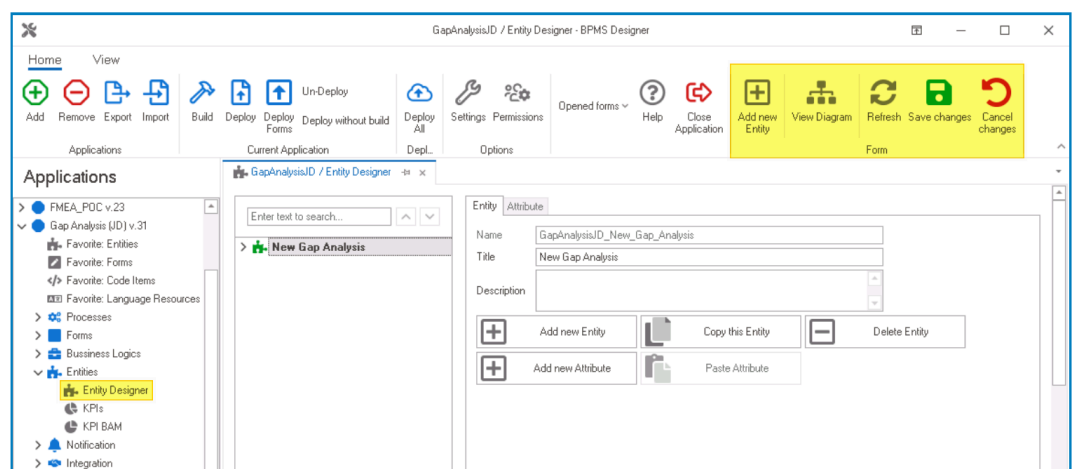 GapAnalysisJD / Entity Designer - BPMS Designer
Home View
Add Remove Export Import Build Deploy Deploy Forms Un-Deploy Deploy without build Deploy All Settings Permissions Opened forms Help Close Application Add new Entity View Diagram Refresh Save changes Cancel changes
Applications Current Application Depl... Options Form
Applications
GapAnalysisJD / Entity Designer
FMEA_POC v.23
Gap Analysis (JD) v.31
Favorite: Entities
Favorite: Forms
Favorite: Code Items
Favorite: Language Resources
Processes
Forms
Bussiness Logics
Entities
Entity Designer
KPIs
KPI BAM
Notification
Integration
Enter text to search...
New Gap Analysis
Entity Attribute
Name GapAnalysisJD_New_Gap_Analysis
Title New Gap Analysis
Description
Add new Entity Copy this Entity Delete Entity
Add new Attribute Paste Attribute